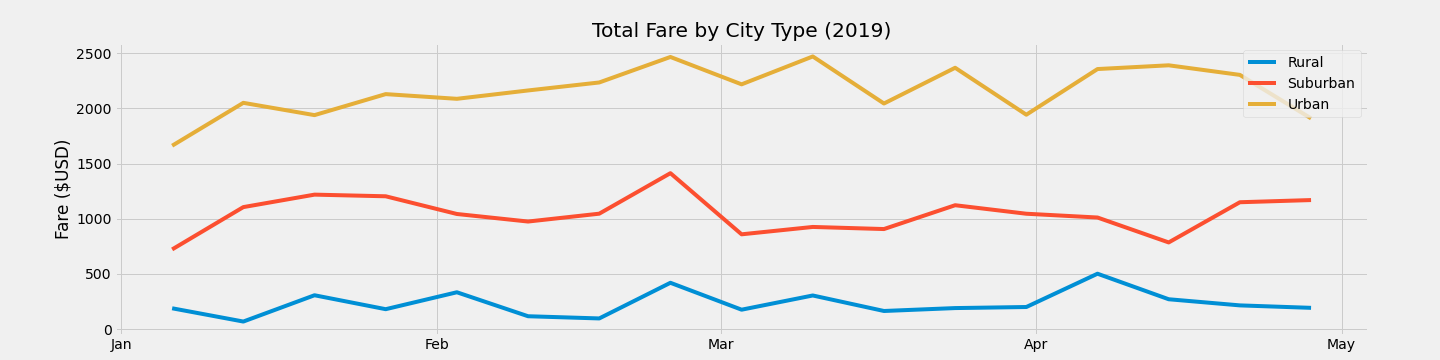 Total Fare by City Type (2019)
Fare ($USD)
2500
2000
1500
1000
500
0
Rural
Suburban
Urban
Jan
Feb
Mar
Apr
May